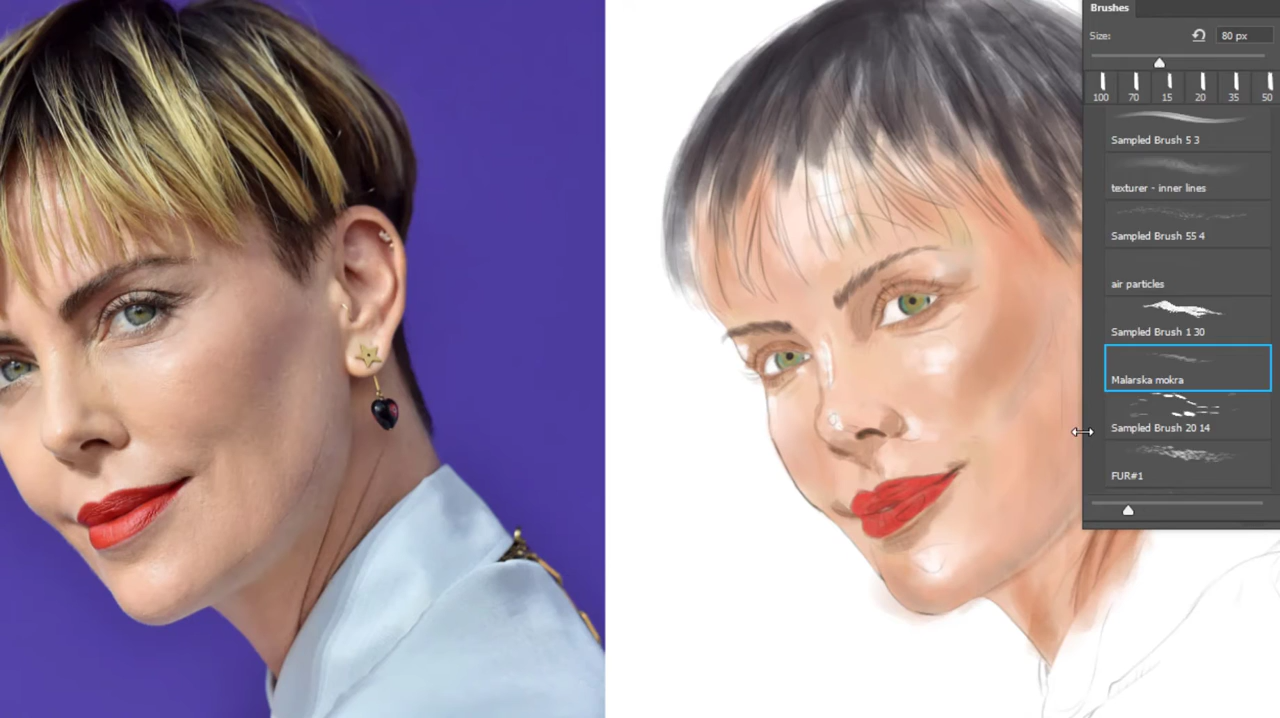 Brushes
Size:
80 px
100 70 15 20 35 50
Sampled Brush 5 3
texturer - inner lines
Sampled Brush 55 4
air particles
Sampled Brush 1 30
Malarska mokra
Sampled Brush 20 14
FUR#1